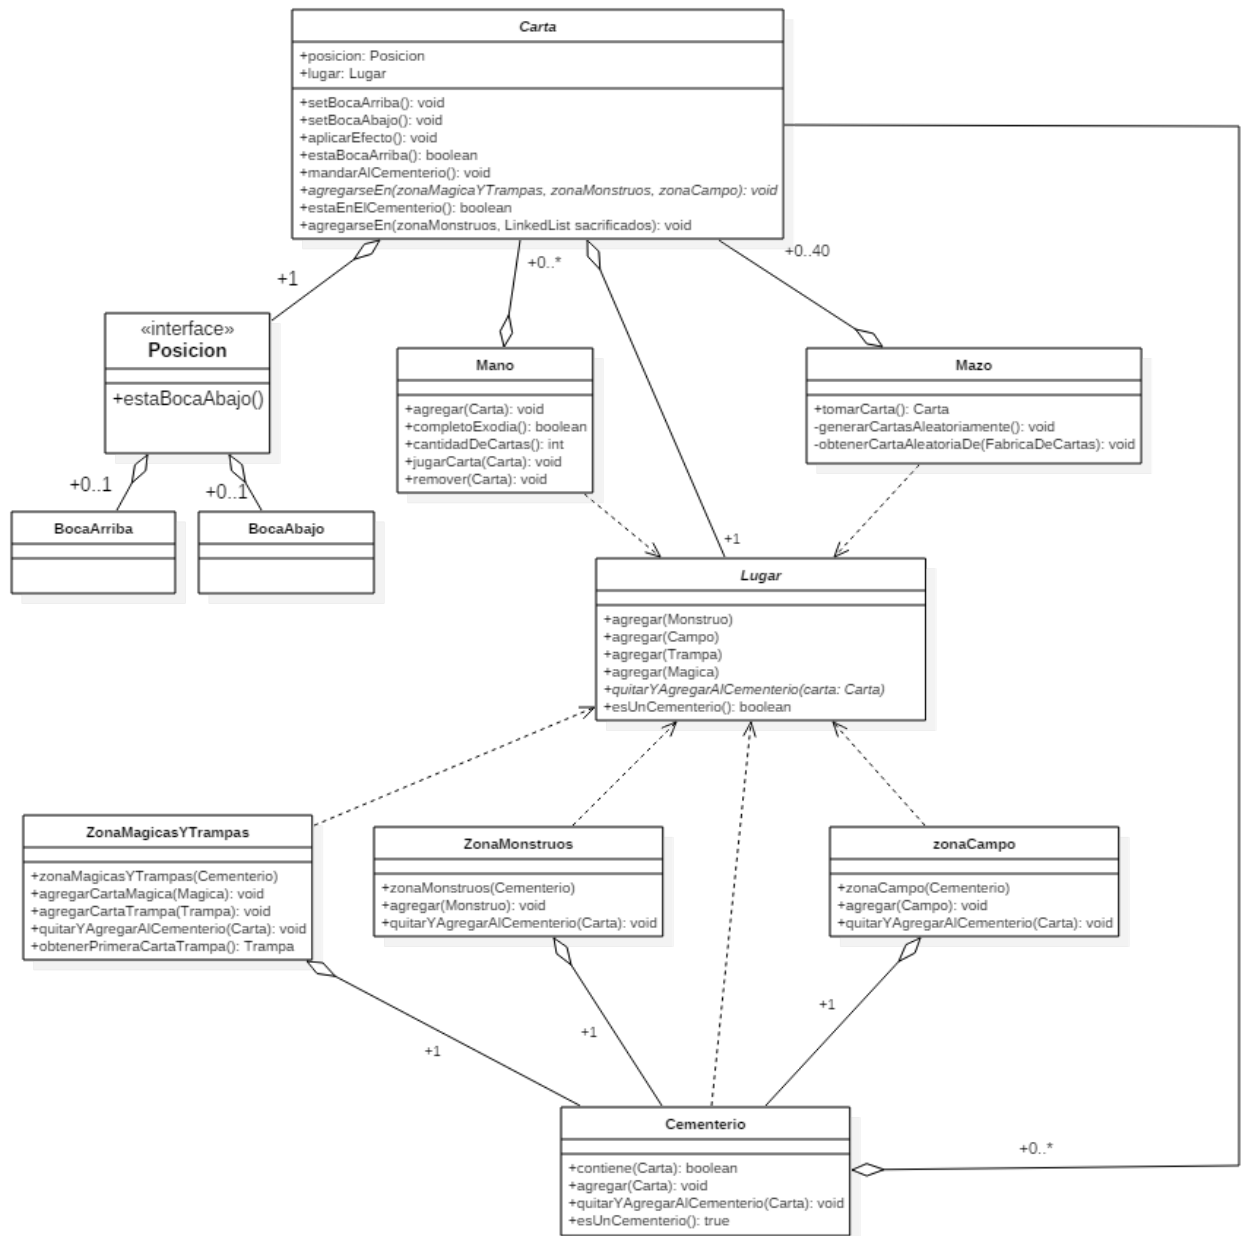 Carta
+posicion: Posicion
+lugar: Lugar
+setBocaArriba(): void
+setBocaAbajo(): void
+aplicarEfecto(): void
+estaBocaArriba(): boolean
+mandarAlCementerio(): void
+agregarseEn(zonaMagicaYTrampas, zonaMonstruos, zonaCampo): void
+estaEnElCementerio(): boolean
+agregarseEn(zonaMonstruos, LinkedList sacrificados): void
+1
+0..*
+0..40
«interface»
Posicion
+estaBocaAbajo()
Mano
+agregar(Carta): void
+completoExodia(): boolean
+cantidadDeCartas(): int
+jugarCarta(Carta): void
+remover(Carta): void
Mazo
+tomarCarta(): Carta
-generarCartasAleatoriamente(): void
-obtenerCartaAleatoriaDe(FabricaDeCartas): void
+0..1
+0..1
BocaArriba
BocaAbajo
+1
Lugar
+agregar(Monstruo)
+agregar(Campo)
+agregar(Trampa)
+agregar(Magica)
+quitarYAgregarAlCementerio(carta: Carta)
+esUnCementerio(): boolean
ZonaMagicasYTrampas
+zonaMagicasYTrampas(Cementerio)
+agregarCartaMagica(Magica): void
+agregarCartaTrampa(Trampa): void
+quitarYAgregarAlCementerio(Carta): void
+obtenerPrimeraCartaTrampa(): Trampa
ZonaMonstruos
+zonaMonstruos(Cementerio)
+agregar(Monstruo): void
+quitarYAgregarAlCementerio(Carta): void
zonaCampo
+zonaCampo(Cementerio)
+agregar(Campo): void
+quitarYAgregarAlCementerio(Carta): void
+1
+1
+1
Cementerio
+contiene(Carta): boolean
+agregar(Carta): void
+quitarYAgregarAlCementerio(Carta): void
+esUnCementerio(): true
+0..*